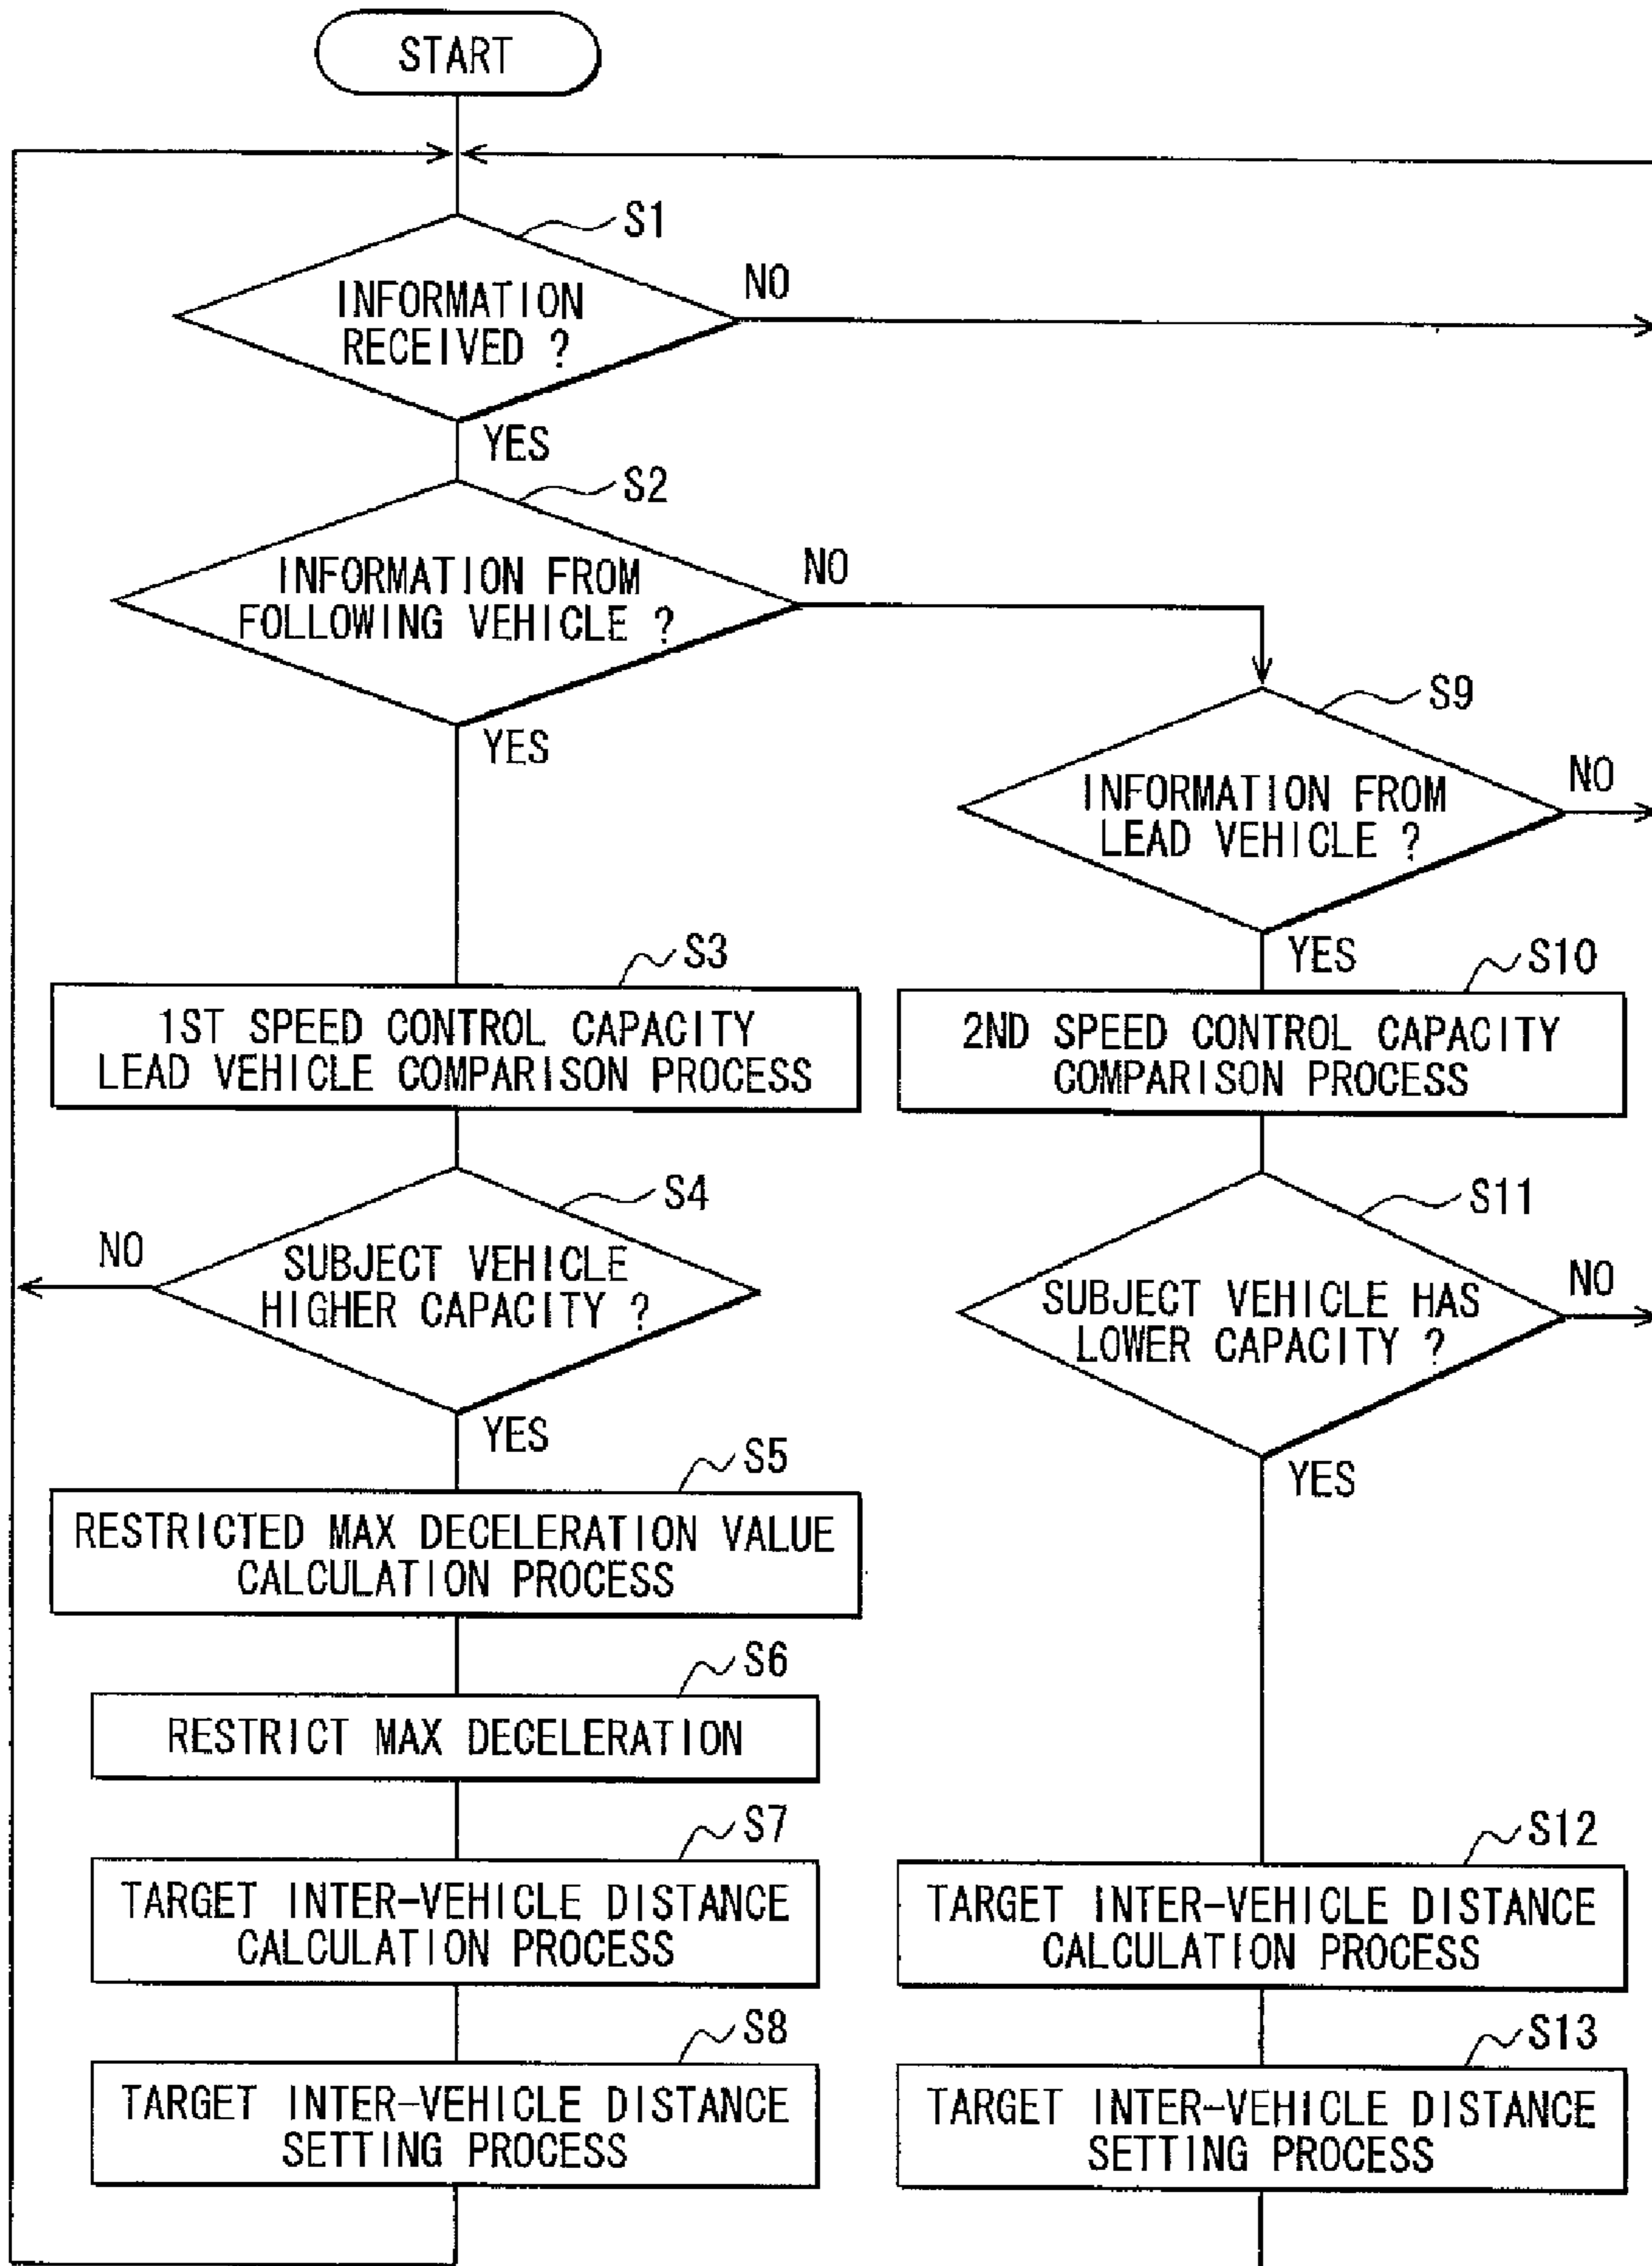 START
S1
INFORMATION
RECEIVED ?
NO
YES
S2
INFORMATION FROM
FOLLOWING VEHICLE ?
NO
YES
S9
INFORMATION FROM
LEAD VEHICLE ?
NO
YES
S3
1ST SPEED CONTROL CAPACITY
LEAD VEHICLE COMPARISON PROCESS
S10
2ND SPEED CONTROL CAPACITY
COMPARISON PROCESS
S4
SUBJECT VEHICLE
HIGHER CAPACITY ?
NO
YES
S11
SUBJECT VEHICLE HAS
LOWER CAPACITY ?
NO
YES
S5
RESTRICTED MAX DECELERATION VALUE
CALCULATION PROCESS
S6
RESTRICT MAX DECELERATION
S7
TARGET INTER-VEHICLE DISTANCE
CALCULATION PROCESS
S12
TARGET INTER-VEHICLE DISTANCE
CALCULATION PROCESS
S8
TARGET INTER-VEHICLE DISTANCE
SETTING PROCESS
S13
TARGET INTER-VEHICLE DISTANCE
SETTING PROCESS